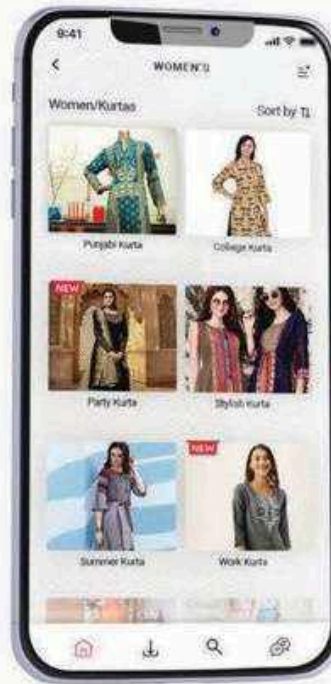 9:41
WOMEN'S
Women/Kurtas
Sort by
Punjabi Kurta
Collage Kurta
NEW
Party Kurta
Stylish Kurta
Summer Kurta
NEW
Work Kurta